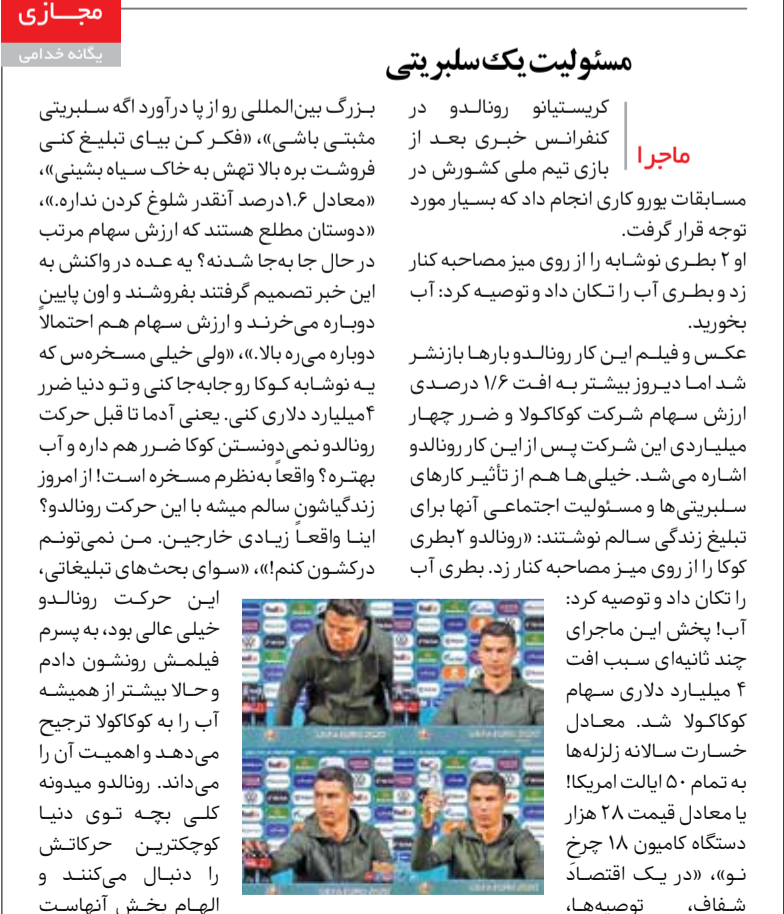 مجـــازی
یگانه خدامی
مسئولیت یک سلبریتی
ماجرا
کریستیانو رونالدو در
کنفرانس خبری بعد از
بازی تیم ملی کشورش در
مسابقات یورو کاری انجام داد که بسیار مورد
توجه قرار گرفت.
او ۲ بطری نوشابه را از روی میز مصاحبه کنار
زد و بطری آب را تکان داد و توصیه کرد: آب
بخورید.
عکس و فیلم این کار رونالدو بارها بازنشر
شد اما دیروز بیشتر به افت ۱/۶ درصدی
ارزش سهام شرکت کوکاکولا و ضرر چهار
میلیاردی این شرکت پس از این کار رونالدو
اشاره می‌شد. خیلی‌ها هم از تأثیر کارهای
سلبریتی‌ها و مسئولیت اجتماعی آنها برای
تبلیغ زندگی سالم نوشتند: «رونالدو ۲بطری
کوکا را از روی میز مصاحبه کنار زد. بطری آب
را تکان داد و توصیه کرد:
آب! پخش این ماجرای
چند ثانیه‌ای سبب افت
۴ میلیارد دلاری سهام
کوکاکولا شد. معادل
خسارت سالانه زلزله‌ها
به تمام ۵۰ ایالت امریکا!
یا معادل قیمت ۲۸ هزار
دستگاه کامیون ۱۸ چرخِ
نو»، «در یک اقتصادَ
شفاف، توصیه‌ها،
بزرگ بین‌المللی رو از پا درآورد اگه سلبریتی
مثبتی باشی»، «فکر کن بیای تبلیغ کنی
فروشت بره بالا تهش به خاک سیاه بشینی»،
«معادل ۱.۶درصد آنقدر شلوغ کردن نداره.»،
«دوستان مطلع هستند که ارزش سهام مرتب
در حال جا به‌جا شدنه؟ یه عده در واکنش به
این خبر تصمیم گرفتند بفروشند و اون پایین
دوباره می‌خرند و ارزش سهام هم احتمالاً
دوباره می‌ره بالا.»، «ولی خیلی مسخره‌س که
یه نوشابه کوکا رو جابه‌جا کنی و تو دنیا ضرر
۴میلیارد دلاری کنی. یعنی آدما تا قبل حرکت
رونالدو نمی‌دونستن کوکا ضرر هم داره و آب
بهتره؟ واقعاً به‌نظرم مسخره است! از امروز
زندگیاشون سالم میشه با این حرکت رونالدو؟
اینا واقعاً زیادی خارجین. من نمی‌تونم
درکشون کنم!»، «سوای بحث‌های تبلیغاتی،
این حرکت رونالدو
خیلی عالی بود، به پسرم
فیلمش رونشون دادم
و حالا بیشتر از همیشه
آب را به کوکاکولا ترجیح
می‌دهد و اهمیت آن را
می‌داند. رونالدو میدونه
کلی بچه توی دنیا
کوچکترین حرکاتش
را دنبال می‌کنند و
الهام بخش آنهاست